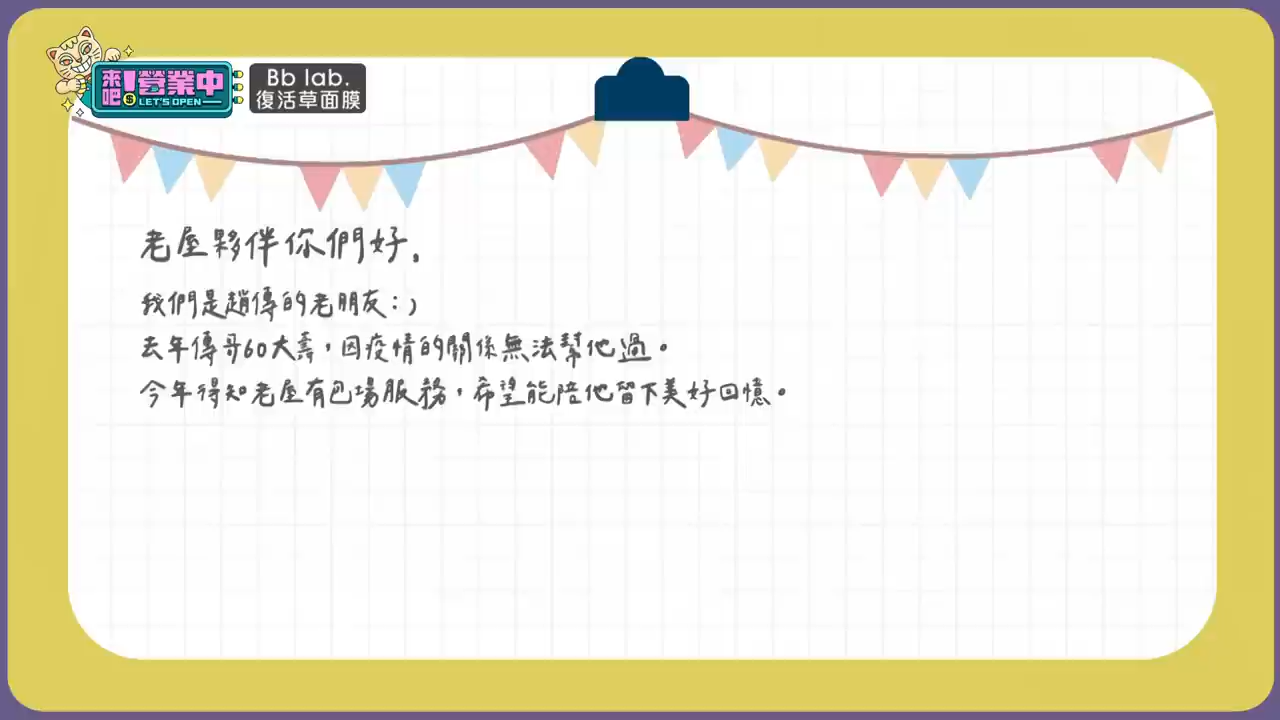 來吧!營業中
LET'S OPEN
Bb lab.
復活草面膜
老屋夥伴你們好,
我們是趙傳的老朋友:)
去年傳哥60大壽,因疫情的關係無法幫他過。
今年得知老屋有包場服務,希望能陪他留下美好回憶。